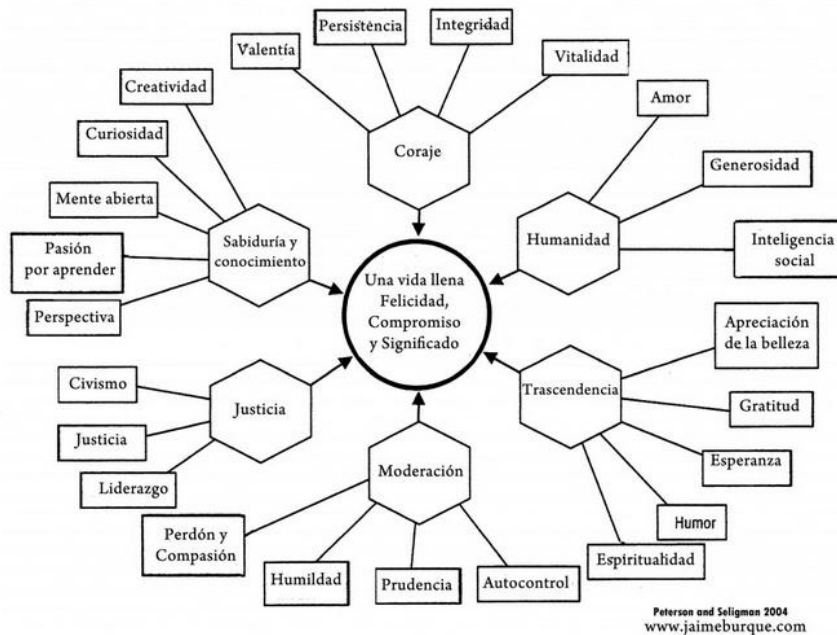 Persistencia
Integridad
Valentía
Vitalidad
Coraje
Creatividad
Curiosidad
Mente abierta
Pasión
por aprender
Perspectiva
Sabiduría y
conocimiento
Amor
Generosidad
Inteligencia
social
Humanidad
Una vida llena
Felicidad,
Compromiso
y Significado
Civismo
Justicia
Liderazgo
Justicia
Apreciación
de la belleza
Gratitud
Esperanza
Humor
Espiritualidad
Trascendencia
Moderación
Perdón y
Compasión
Humildad
Prudencia
Autocontrol
Peterson and Seligman 2004
www.jaimeburque.com